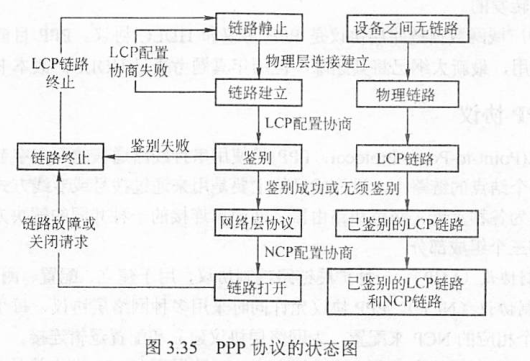 链路静止
设备之间无链路
LCP链路
终止
LCP配置
协商失败
物理层连接建立
链路建立
物理链路
LCP配置协商
鉴别失败
链路终止
鉴别
LCP链路
鉴别成功或无须鉴别
链路故障或
关闭请求
网络层协议
已鉴别的LCP链路
NCP配置协商
链路打开
已鉴别的LCP链路
和NCP链路
图 2.35 PPP 协议的状态图